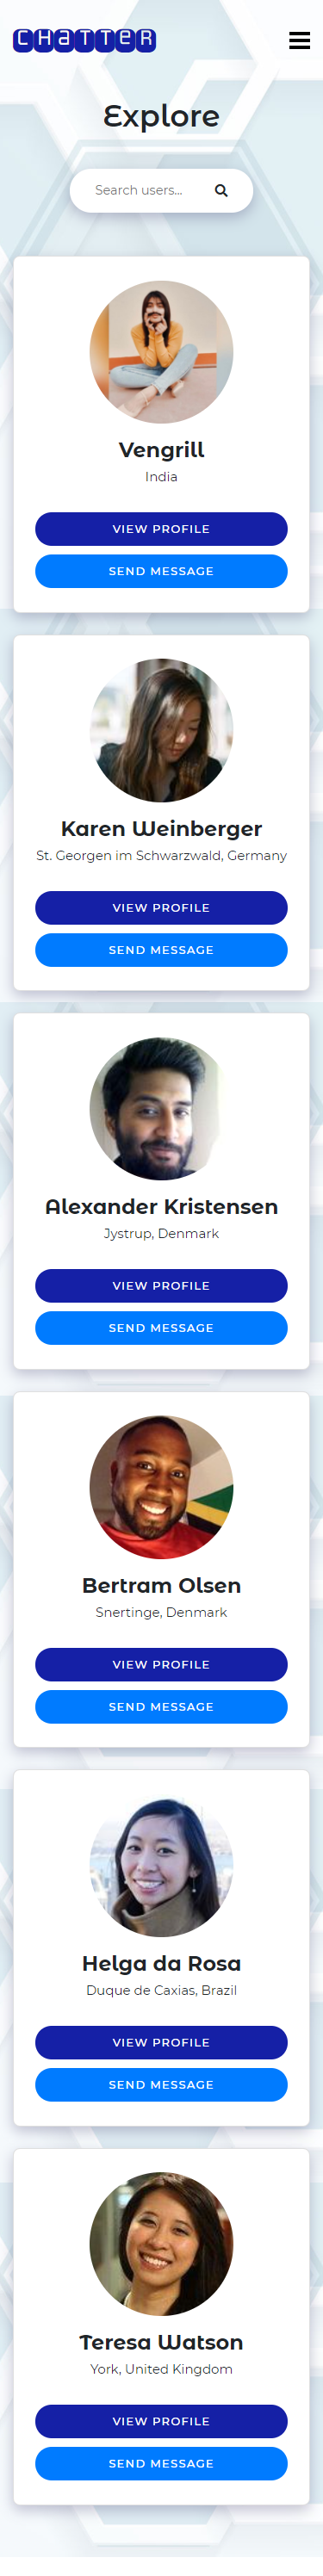 CHATTER
Explore
Search users...
Vengrill
India
VIEW PROFILE
SEND MESSAGE
Karen Weinberger
St. Georgen im Schwarzwald, Germany
VIEW PROFILE
SEND MESSAGE
Alexander Kristensen
Jystrup, Denmark
VIEW PROFILE
SEND MESSAGE
Bertram Olsen
Snertinge, Denmark
VIEW PROFILE
SEND MESSAGE
Helga da Rosa
Duque de Caxias, Brazil
VIEW PROFILE
SEND MESSAGE
Teresa Watson
York, United Kingdom
VIEW PROFILE
SEND MESSAGE